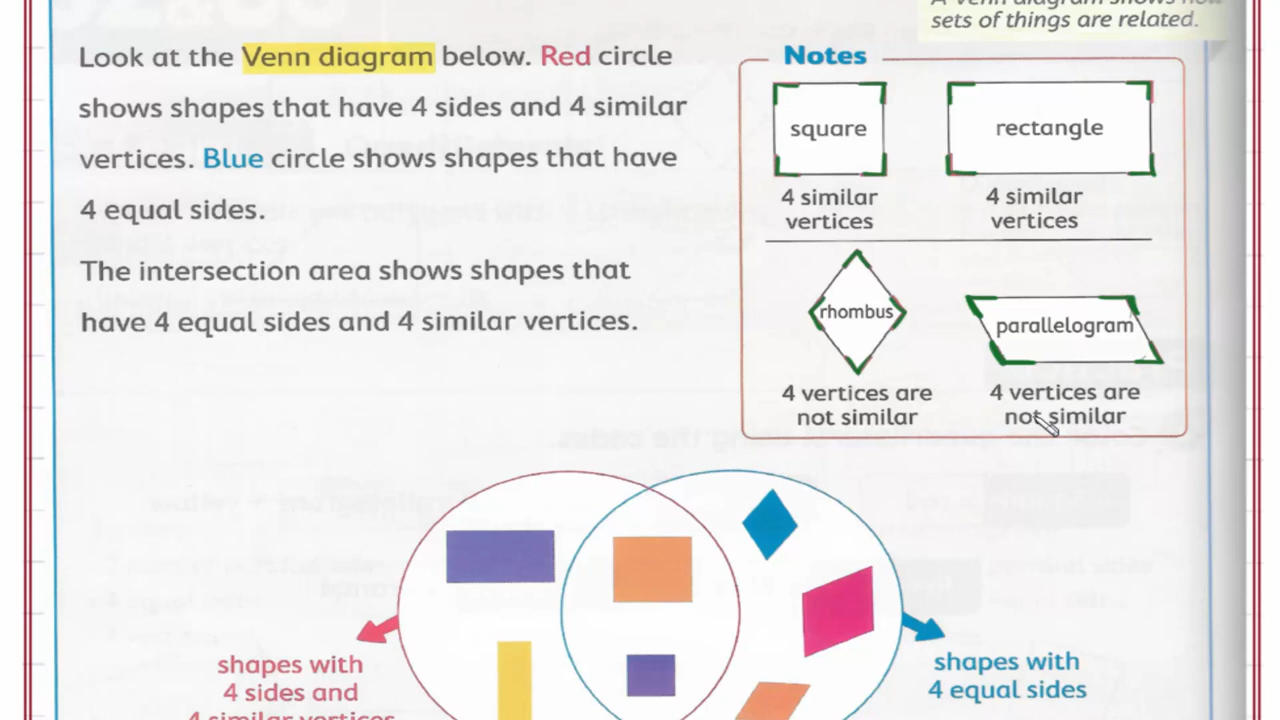 sets of things are related.
Look at the Venn diagram below. Red circle
shows shapes that have 4 sides and 4 similar
vertices. Blue circle shows shapes that have
4 equal sides.
The intersection area shows shapes that
have 4 equal sides and 4 similar vertices.
Notes
square
rectangle
4 similar
vertices
4 similar
vertices
rhombus
parallelogram
4 vertices are
not similar
4 vertices are
not similar
shapes with
4 sides and
4 similar vertices
shapes with
4 equal sides